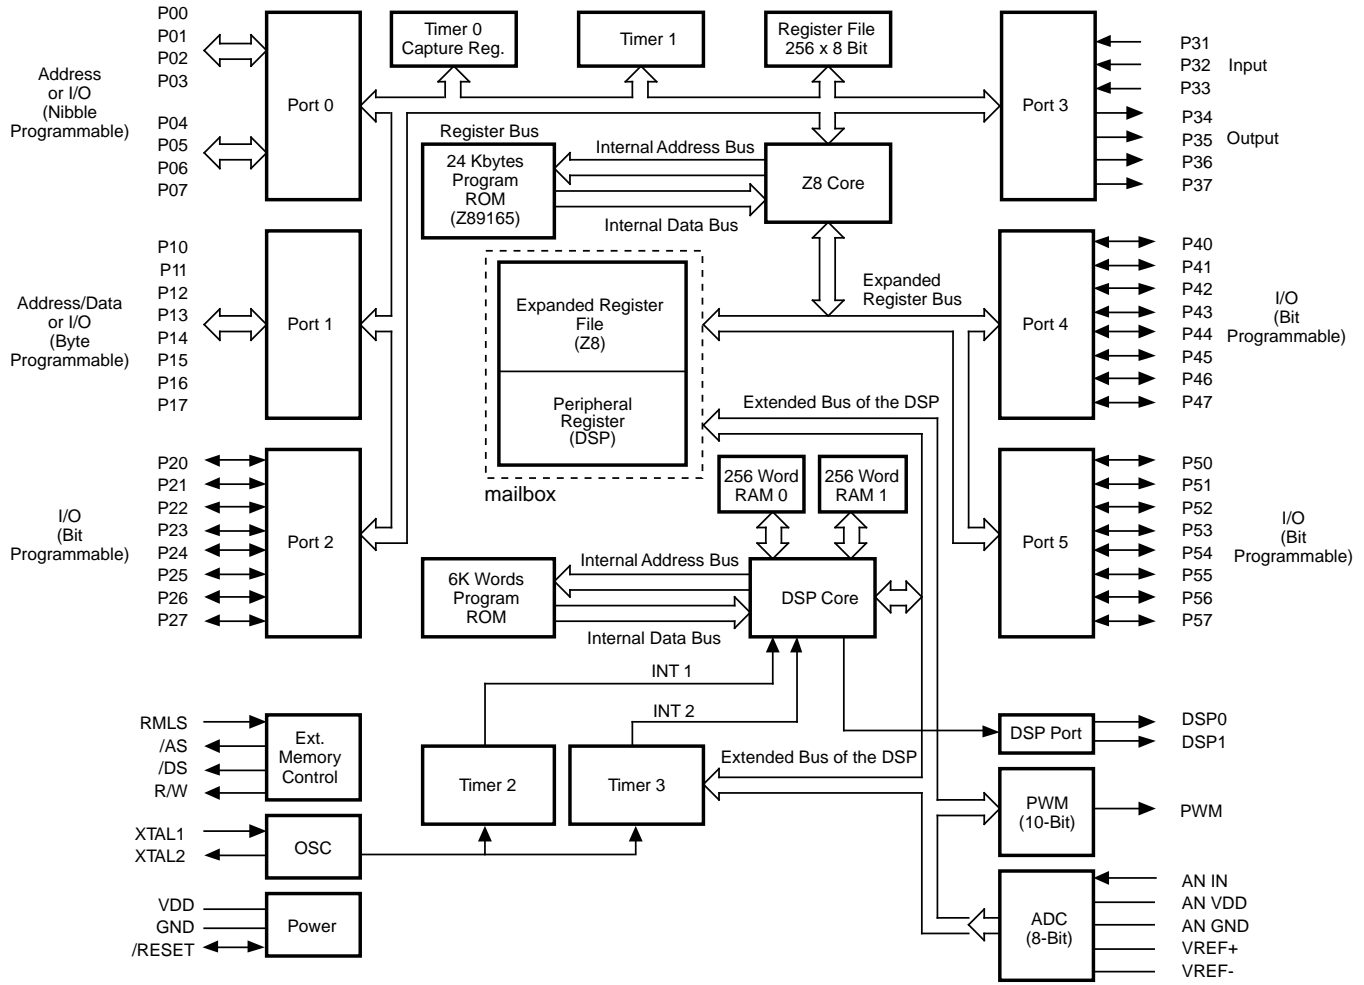 P00
P01
P02
P03
Address
or I/O
(Nibble
Programmable)
P04
P05
P06
P07
Port 0
Timer 0
Capture Reg.
Timer 1
Register File
256 x 8 Bit
Port 3
P31
P32
P33
Input
P34
P35
P36
P37
Output
Register Bus
24 Kbytes
Program
ROM
(Z89165)
Internal Address Bus
Internal Data Bus
Z8 Core
P10
P11
P12
P13
P14
P15
P16
P17
Address/Data
or I/O
(Byte
Programmable)
Port 1
Expanded Register
File
(Z8)
Peripheral
Register
(DSP)
mailbox
Expanded
Register Bus
Port 4
P40
P41
P42
P43
P44
P45
P46
P47
I/O
(Bit
Programmable)
Extended Bus of the DSP
P20
P21
P22
P23
P24
P25
P26
P27
I/O
(Bit
Programmable)
Port 2
256 Word
RAM 0
256 Word
RAM 1
Port 5
P50
P51
P52
P53
P54
P55
P56
P57
I/O
(Bit
Programmable)
6K Words
Program
ROM
Internal Address Bus
Internal Data Bus
DSP Core
INT 1
INT 2
RMLS
/AS
/DS
R/W
Ext.
Memory
Control
Timer 2
Timer 3
Extended Bus of the DSP
DSP Port
DSP0
DSP1
PWM
(10-Bit)
PWM
XTAL1
XTAL2
OSC
VDD
GND
/RESET
Power
ADC
(8-Bit)
AN IN
AN VDD
AN GND
VREF+
VREF-